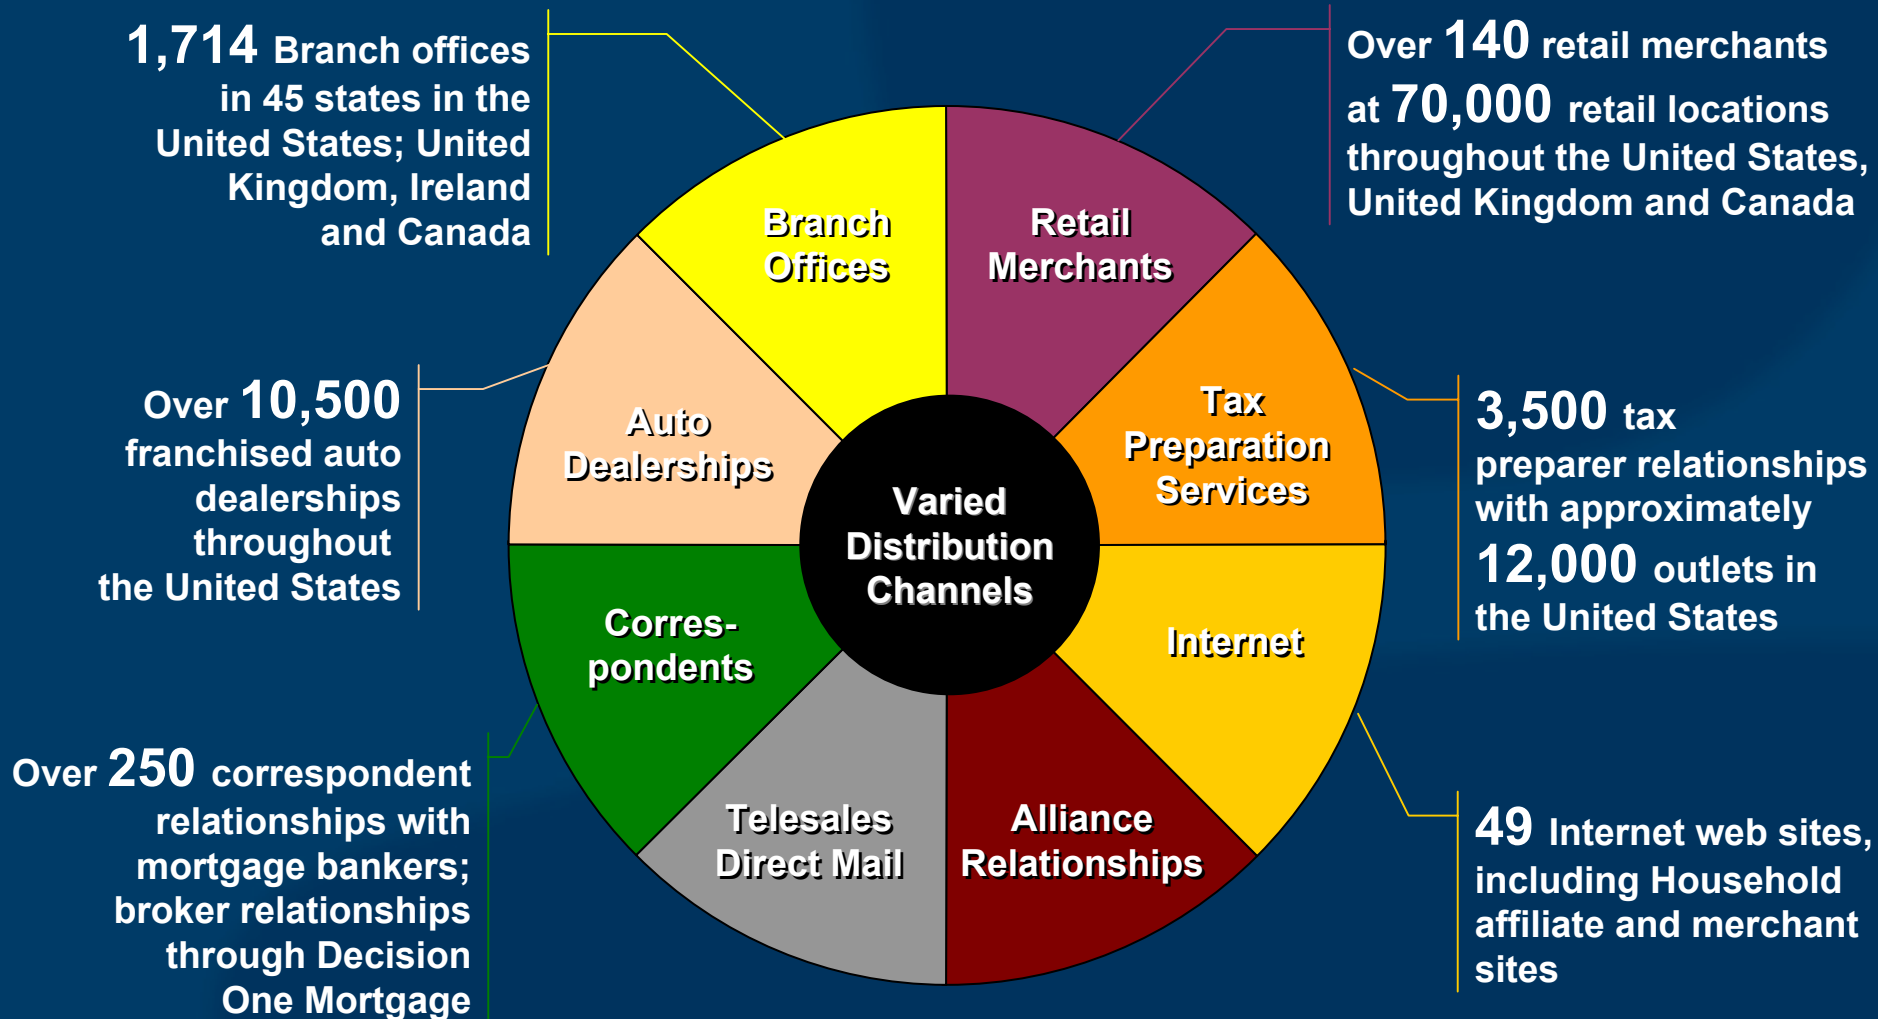 1,714 Branch offices
in 45 states in the
United States; United
Kingdom, Ireland
and Canada
Over 140 retail merchants
at 70,000 retail locations
throughout the United States,
United Kingdom and Canada
Branch
Offices
Retail
Merchants
Over 10,500
franchised auto
dealerships
throughout
the United States
Auto
Dealerships
Tax
Preparation
Services
3,500 tax
preparer relationships
with approximately
12,000 outlets in
the United States
Varied
Distribution
Channels
Corres-
pondents
Internet
Over 250 correspondent
relationships with
mortgage bankers;
broker relationships
through Decision
One Mortgage
Telesales
Direct Mail
Alliance
Relationships
49 Internet web sites,
including Household
affiliate and merchant
sites